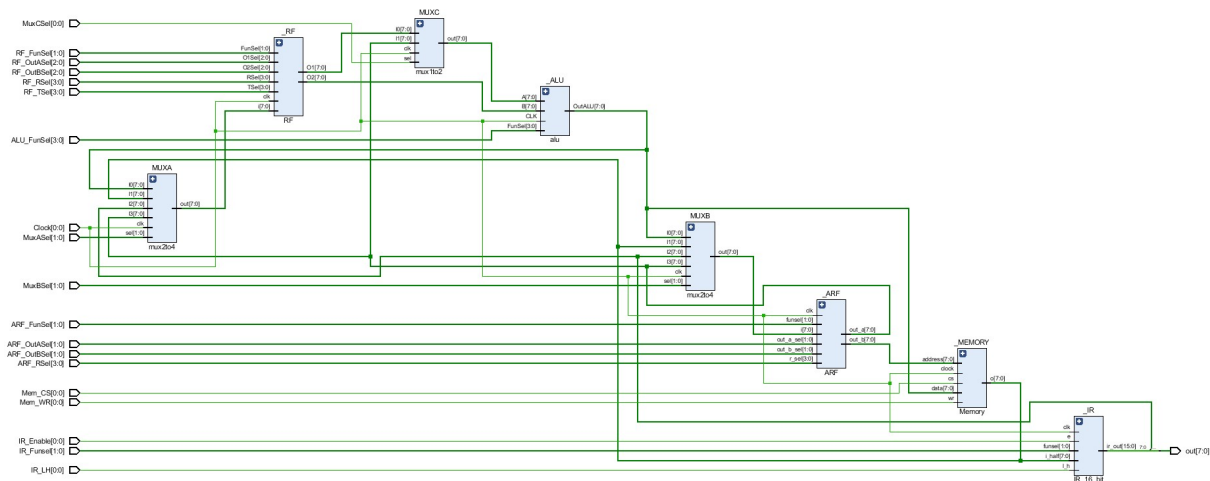 MuxCSel[0:0]
RF_FunSel[1:0]
RF_OutASel[2:0]
RF_OutBSel[2:0]
RF_RSel[3:0]
RF_TSel[3:0]
ALU_FunSel[3:0]
Clock[0:0]
MuxASel[1:0]
MuxBSel[1:0]
ARF_FunSel[1:0]
ARF_OutASel[1:0]
ARF_OutBSel[1:0]
ARF_RSel[3:0]
Mem_CS[0:0]
Mem_WR[0:0]
IR_Enable[0:0]
IR_Funsel[1:0]
IR_LH[0:0]
MUXA
I0[7:0]
I1[7:0]
I2[7:0]
I3[7:0]
clk
sel[1:0]
out[7:0]
mux2to4
_RF
FunSel[1:0]
O1Sel[2:0]
O2Sel[2:0]
RSel[3:0]
TSel[3:0]
clk
I[7:0]
O1[7:0]
O2[7:0]
RF
MUXC
I0[7:0]
I1[7:0]
clk
sel
out[7:0]
mux1to2
_ALU
A[7:0]
B[7:0]
CLK
FunSel[3:0]
OutALU[7:0]
alu
MUXB
I0[7:0]
I1[7:0]
I2[7:0]
I3[7:0]
clk
sel[1:0]
out[7:0]
mux2to4
_ARF
clk
funsel[1:0]
i[7:0]
out_a_sel[1:0]
out_b_sel[1:0]
r_sel[3:0]
out_a[7:0]
out_b[7:0]
ARF
_MEMORY
address[7:0]
clock
cs
data[7:0]
wr
o[7:0]
Memory
_IR
clk
e
funsel[1:0]
i_half[7:0]
l_h
ir_out[15:0]
7:0
IR_16_bit
out[7:0]